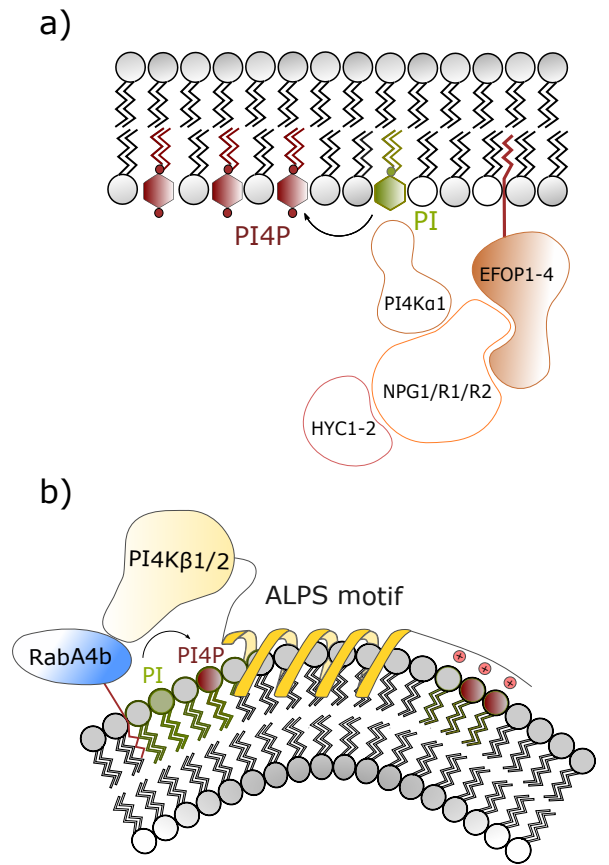 a)
PI4P
PI
EFOP1-4
PI4Kα1
NPG1/R1/R2
HYC1-2
b)
PI4Kβ1/2
ALPS motif
RabA4b
PI
PI4P
+ + +